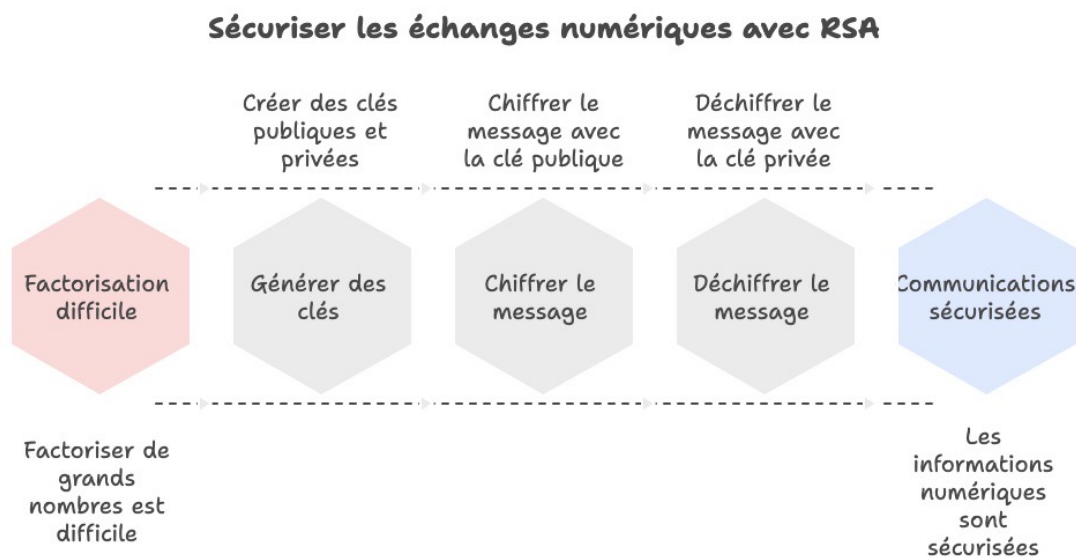 Sécuriser les échanges numériques avec RSA
Créer des clés
publiques et
privées
Chiffrer le
message avec
la clé publique
Déchiffrer le
message avec
la clé privée
Factorisation
difficile
Générer des
clés
Chiffrer le
message
Déchiffrer le
message
Communications
sécurisées
Factoriser de
grands
nombres est
difficile
Les
informations
numériques
sont
sécurisées